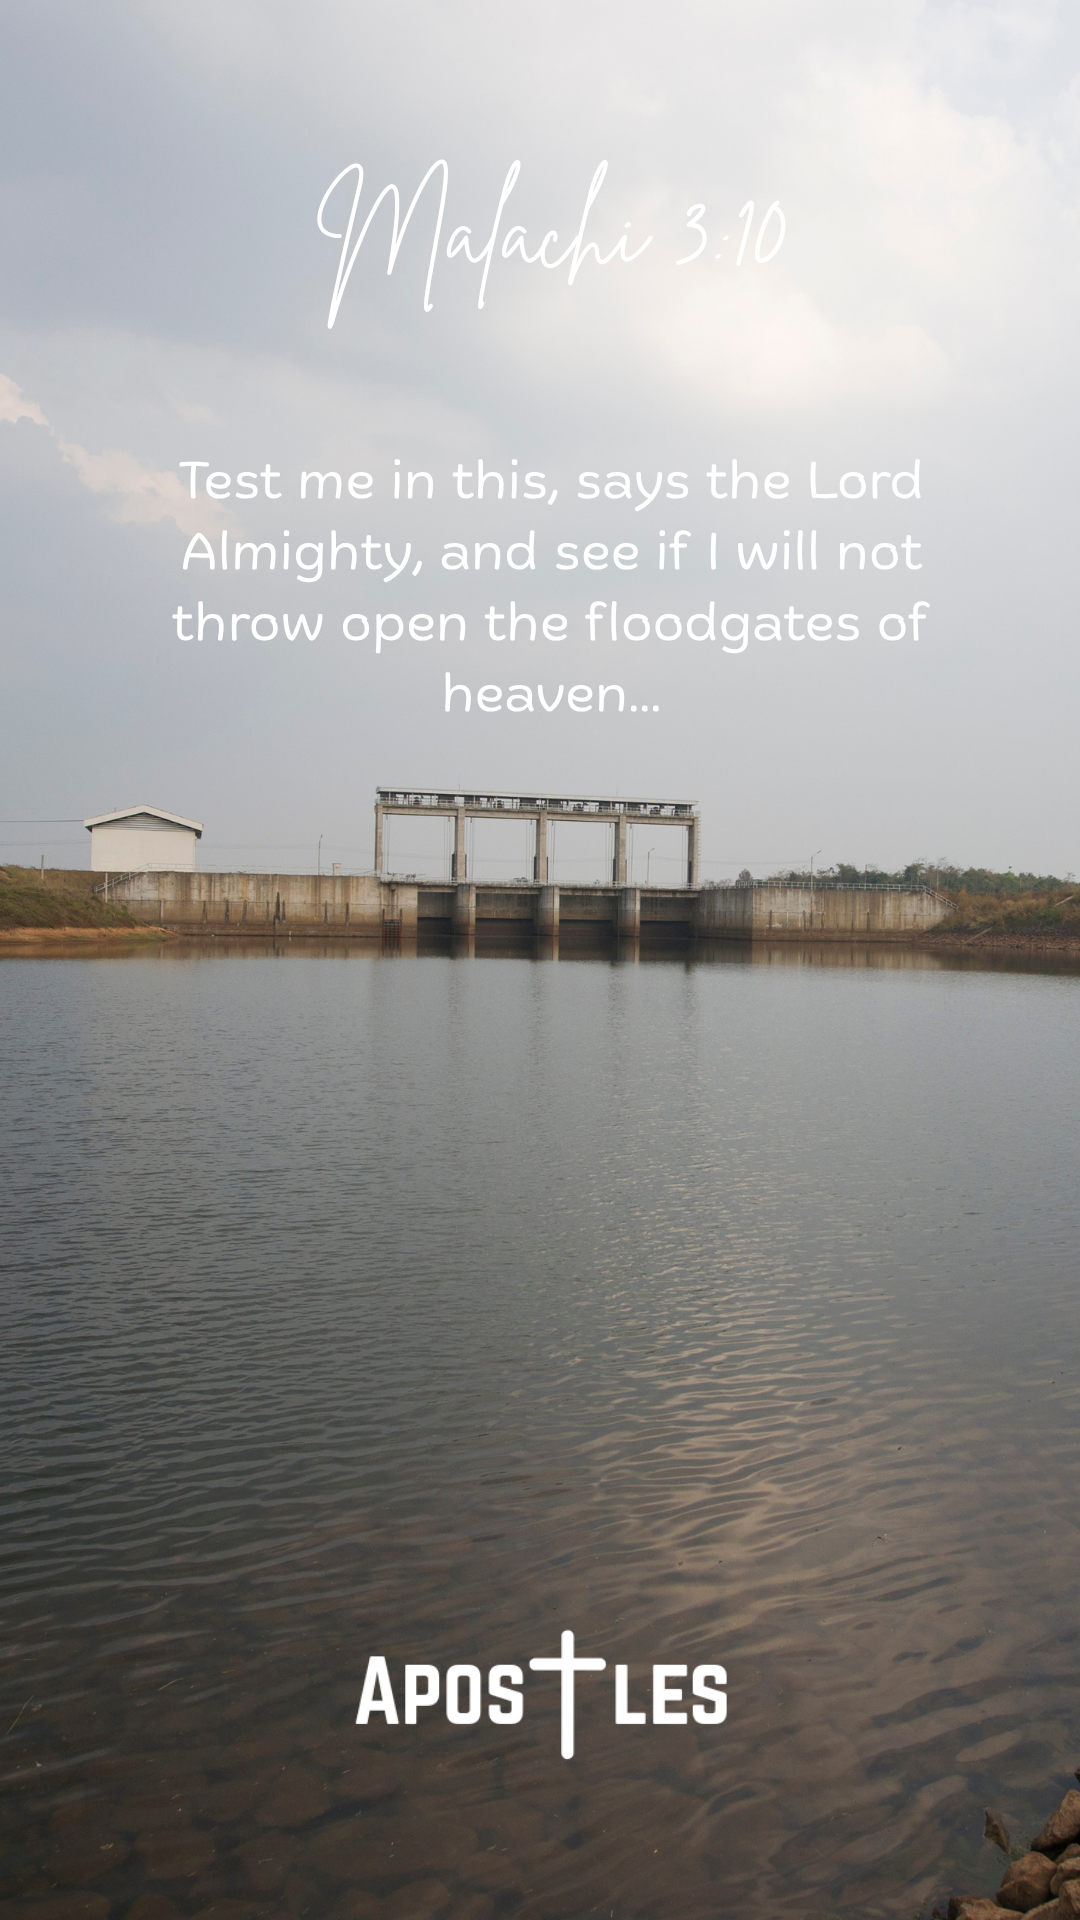 Malachi 3:10
Test me in this, says the Lord
Almighty, and see if I will not
throw open the floodgates of
heaven...
APOSTLES